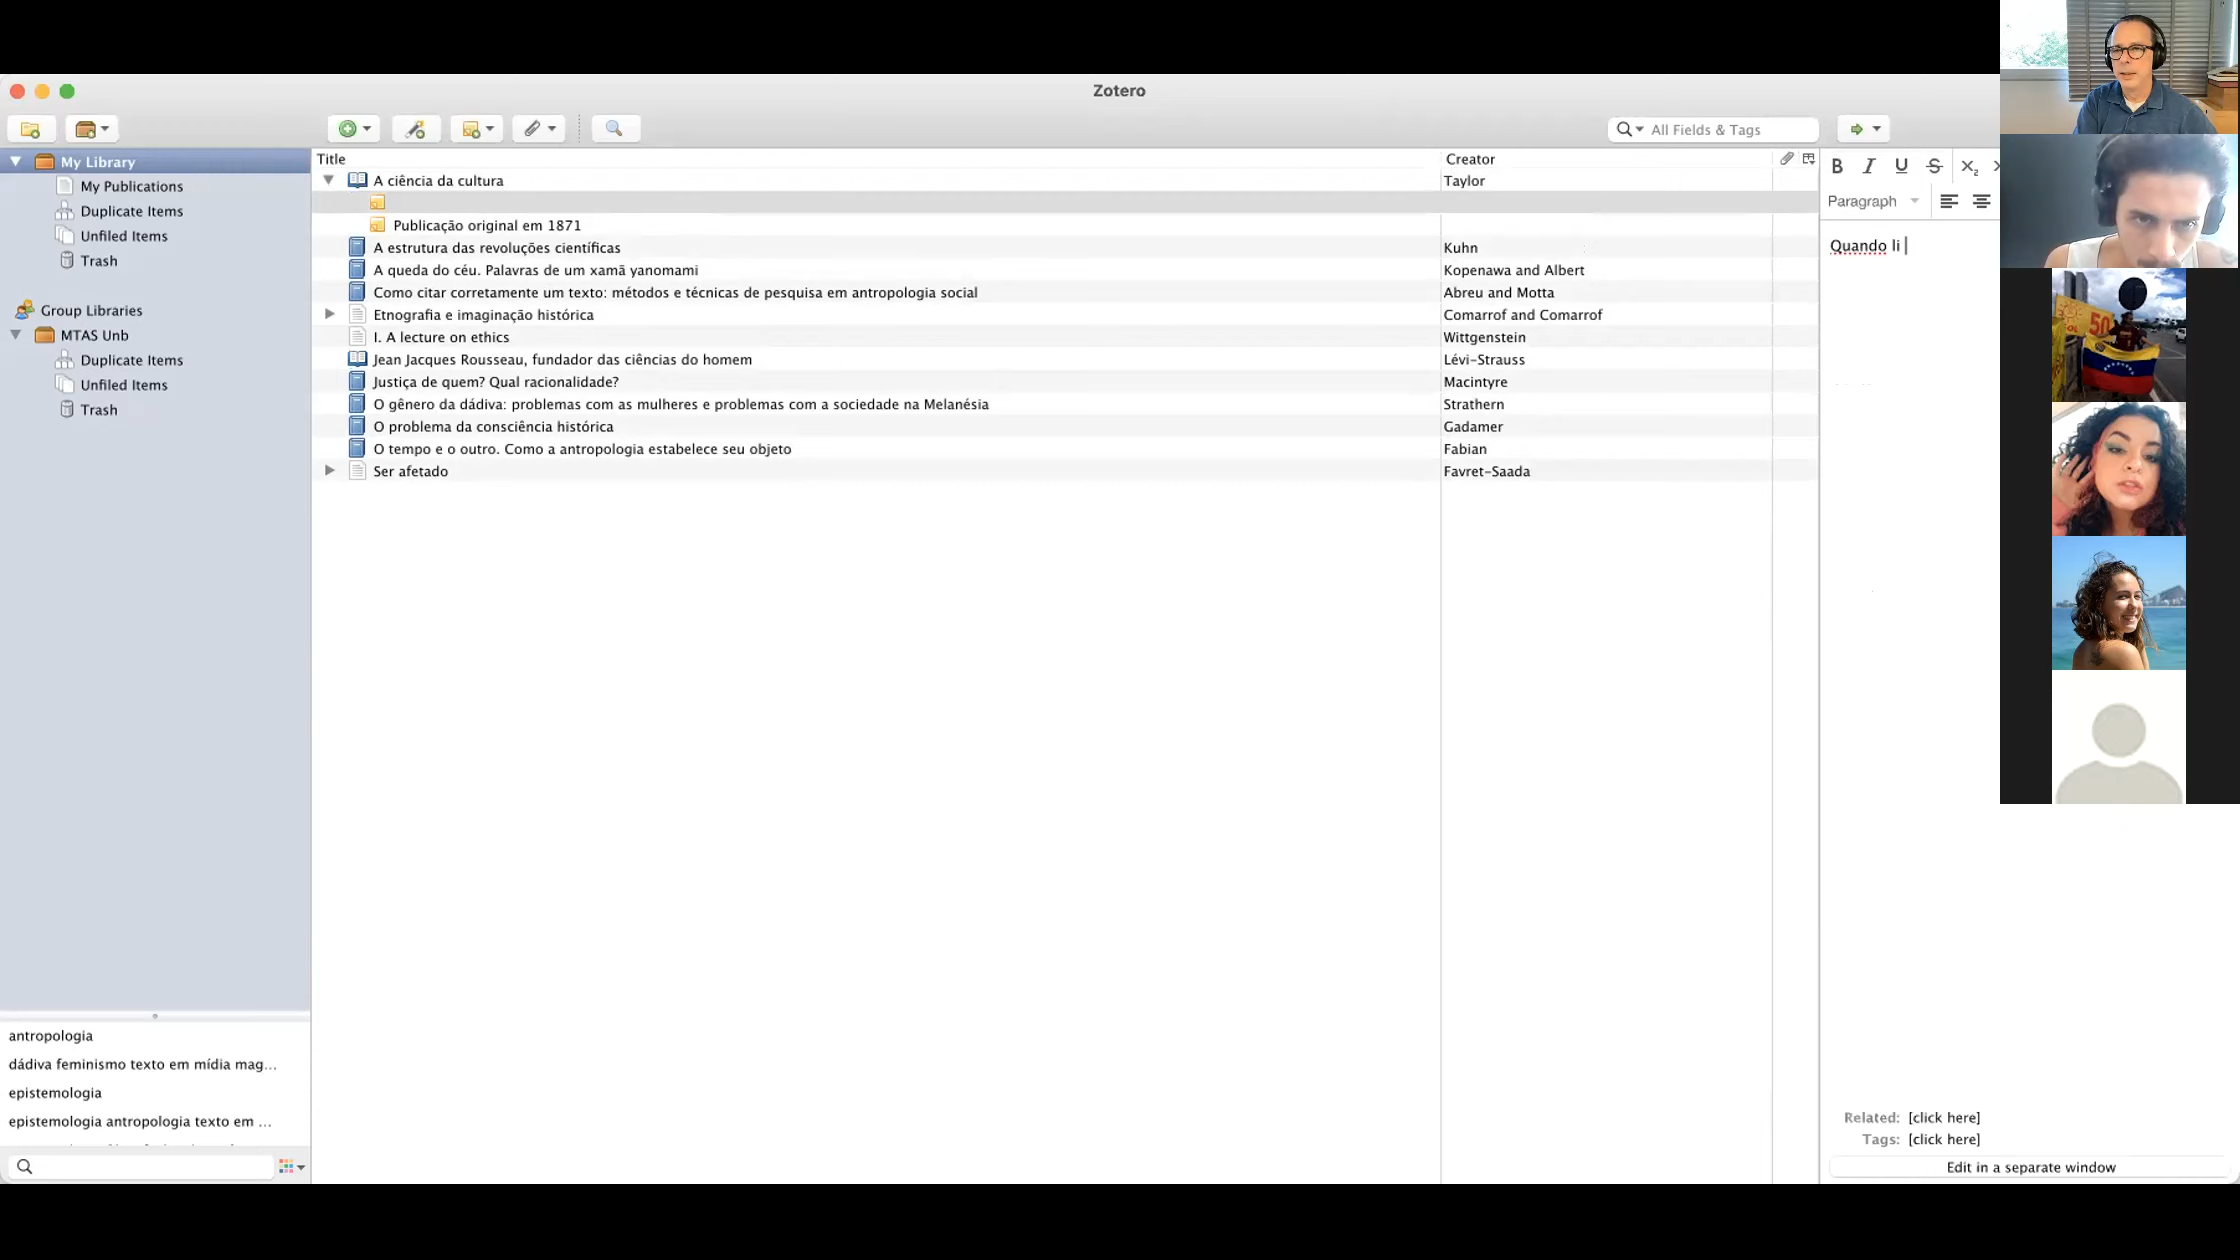 Zotero
All Fields & Tags
My Library
My Publications
Duplicate Items
Unfiled Items
Trash
Group Libraries
MTAS Unb
Duplicate Items
Unfiled Items
Trash
antropologia
dádiva feminismo texto em mídia mag...
epistemologia
epistemologia antropologia texto em ...
Title Creator
A ciência da cultura Taylor
Publicação original em 1871
A estrutura das revoluções científicas Kuhn
A queda do céu. Palavras de um xamã yanomami Kopenawa and Albert
Como citar corretamente um texto: métodos e técnicas de pesquisa em antropologia social Abreu and Motta
Etnografia e imaginação histórica Comarrof and Comarrof
I. A lecture on ethics Wittgenstein
Jean Jacques Rousseau, fundador das ciências do homem Lévi-Strauss
Justiça de quem? Qual racionalidade? Macintyre
O gênero da dádiva: problemas com as mulheres e problemas com a sociedade na Melanésia Strathern
O problema da consciência histórica Gadamer
O tempo e o outro. Como a antropologia estabelece seu objeto Fabian
Ser afetado Favret-Saada
B I U S X2
Paragraph
Quando li
Related: [click here]
Tags: [click here]
Edit in a separate window
50